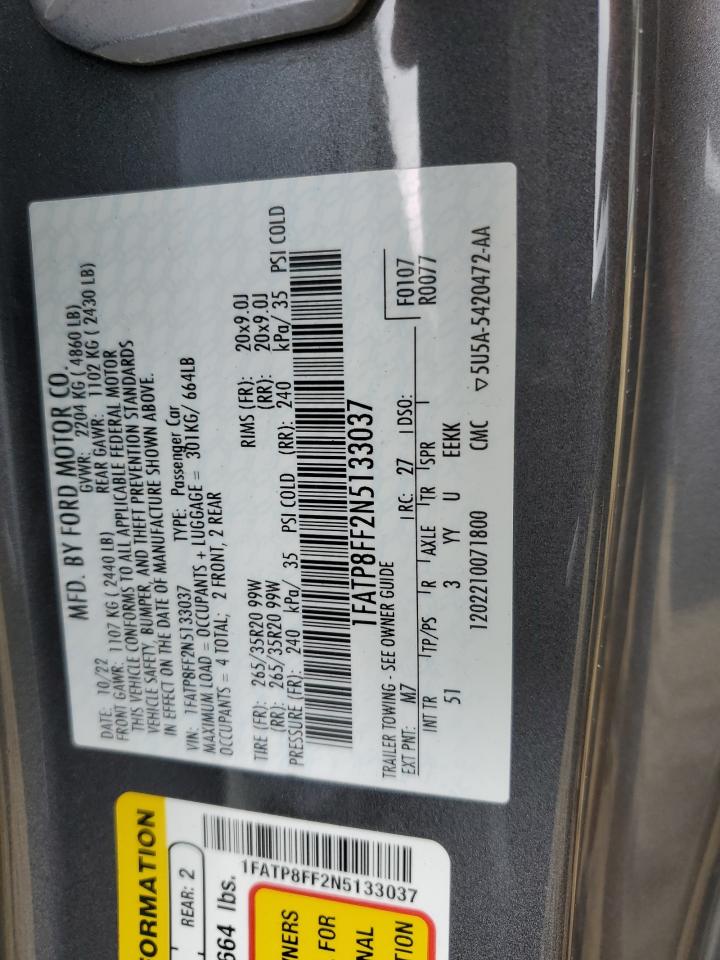 MFD. BY FORD MOTOR CO.
DATE: 10/22 GVWR: 2204 KG ( 4860 LB)
FRONT GAWR: 1107 KG ( 2440 LB) REAR GAWR: 1102 KG ( 2430 LB)
THIS VEHICLE CONFORMS TO ALL APPLICABLE FEDERAL MOTOR
VEHICLE SAFETY, BUMPER, AND THEFT PREVENTION STANDARDS
IN EFFECT ON THE DATE OF MANUFACTURE SHOWN ABOVE.
VIN: 1FATP8FF2N5133037 TYPE: Passenger Car
MAXIMUM LOAD = OCCUPANTS + LUGGAGE = 301KG/ 664LB
OCCUPANTS = 4 TOTAL; 2 FRONT, 2 REAR
TIRE (FR): 265/35R20 99W RIMS (FR): 20x9.0J
(RR): 265/35R20 99W (RR): 20x9.0J
PRESSURE (FR): 240 kPa/ 35 PSI COLD (RR): 240 kPa/ 35 PSI COLD
1FATP8FF2N5133037
TRAILER TOWING - SEE OWNER GUIDE F0107
EXT PNT: M7 RC: 27 DSO: R0077
INT TR TP/PS R AXLE TR SPR
51 3 YY U EEKK
1202210071800 CMC ▽5U5A-5420472-AA
FORMATION
REAR: 2
664 lbs.
1FATP8FF2N5133037
NERS
FOR
NAL
TION